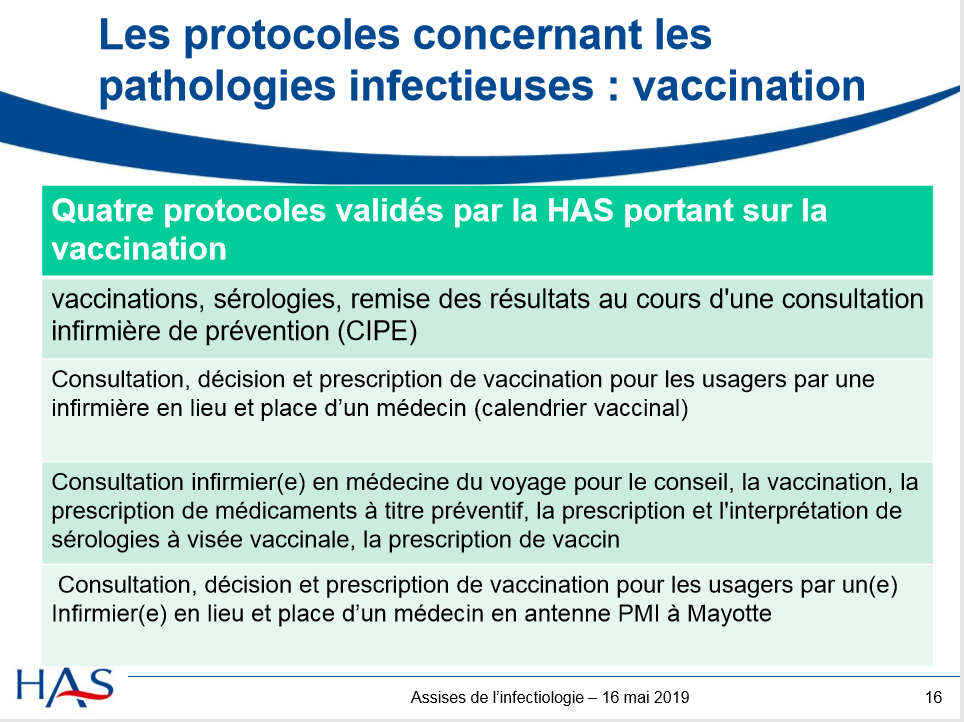 Les protocoles concernant les
pathologies infectieuses : vaccination
Quatre protocoles validés par la HAS portant sur la
vaccination
vaccinations, sérologies, remise des résultats au cours d'une consultation
infirmière de prévention (CIPE)
Consultation, décision et prescription de vaccination pour les usagers par une
infirmière en lieu et place d’un médecin (calendrier vaccinal)
Consultation infirmier(e) en médecine du voyage pour le conseil, la vaccination, la
prescription de médicaments à titre préventif, la prescription et l'interprétation de
sérologies à visée vaccinale, la prescription de vaccin
Consultation, décision et prescription de vaccination pour les usagers par un(e)
Infirmier(e) en lieu et place d’un médecin en antenne PMI à Mayotte
HAS
Assises de l’infectiologie – 16 mai 2019
16